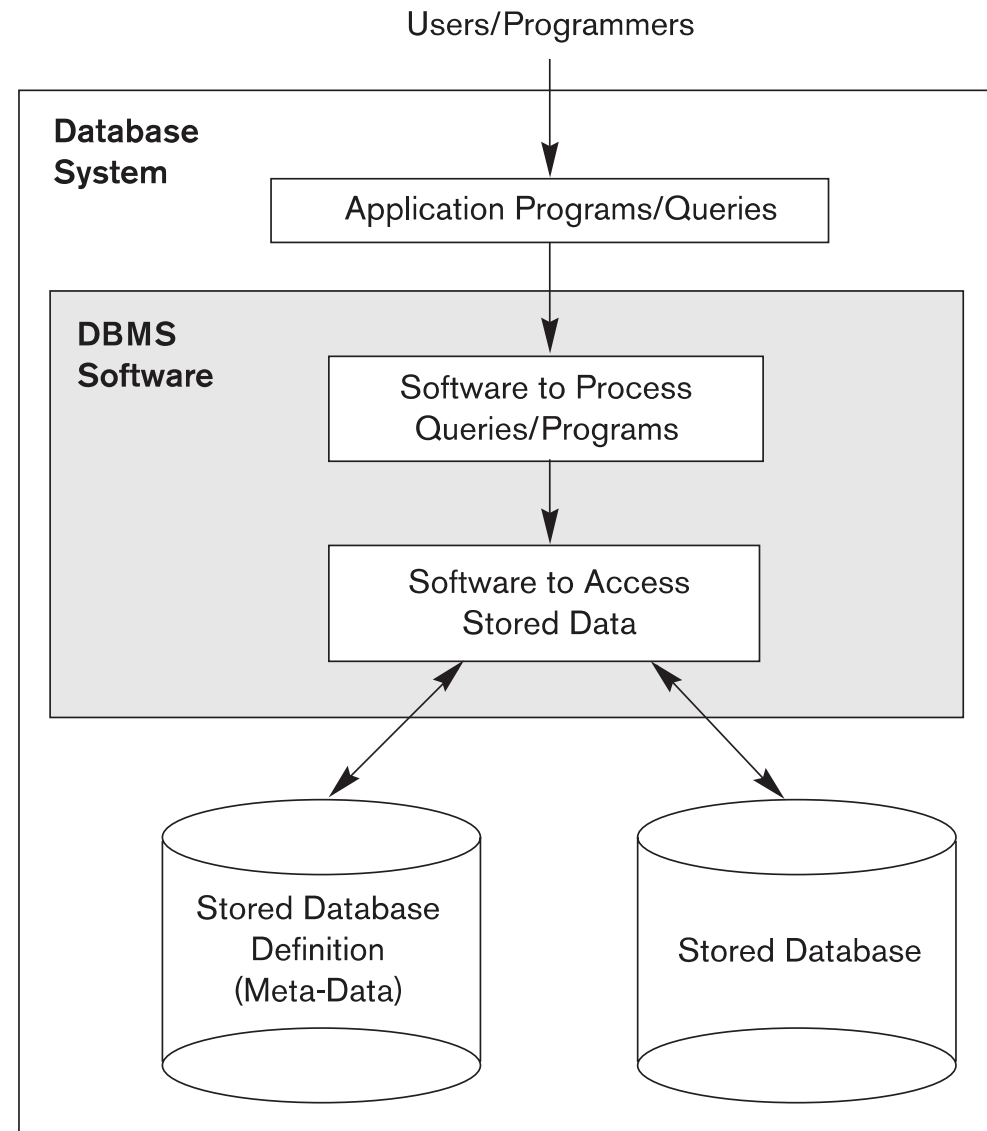 Users/Programmers
Database
System
Application Programs/Queries
DBMS
Software
Software to Process
Queries/Programs
Software to Access
Stored Data
Stored Database
Definition
(Meta-Data)
Stored Database